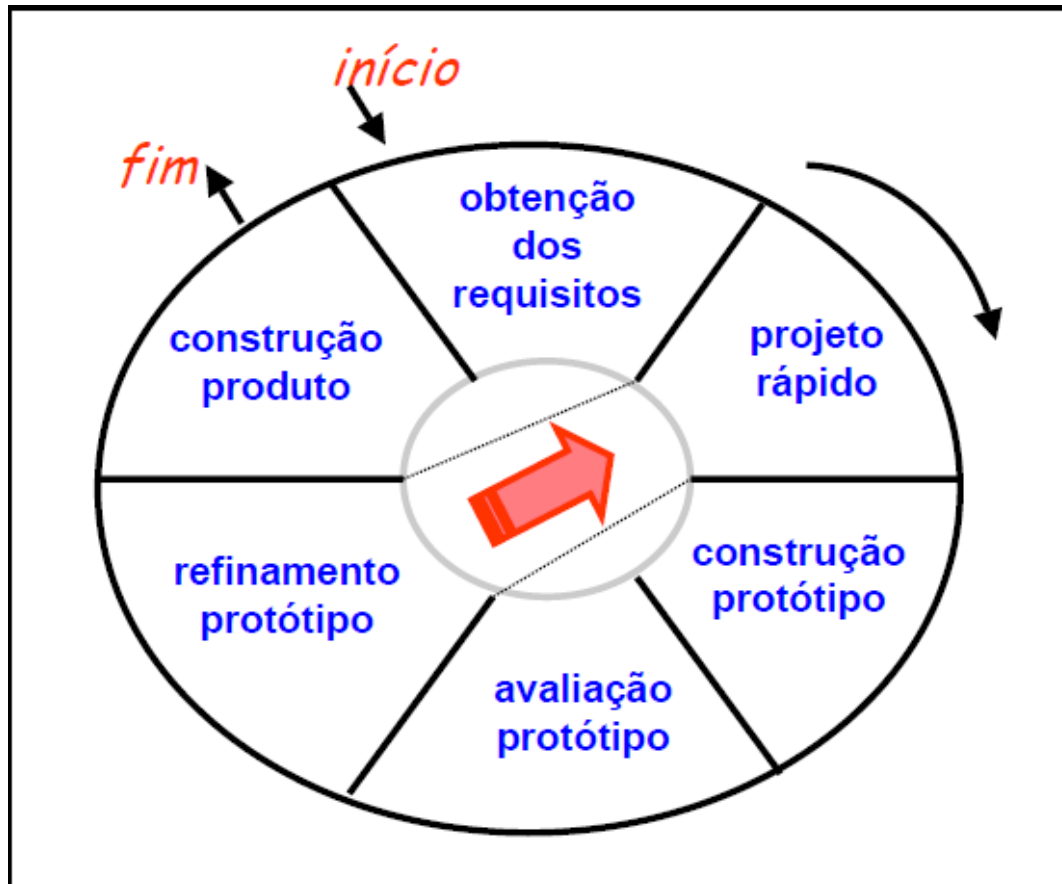 início
fim
obtenção
dos
requisitos
projeto
rápido
construção
protótipo
avaliação
protótipo
refinamento
protótipo
construção
produto